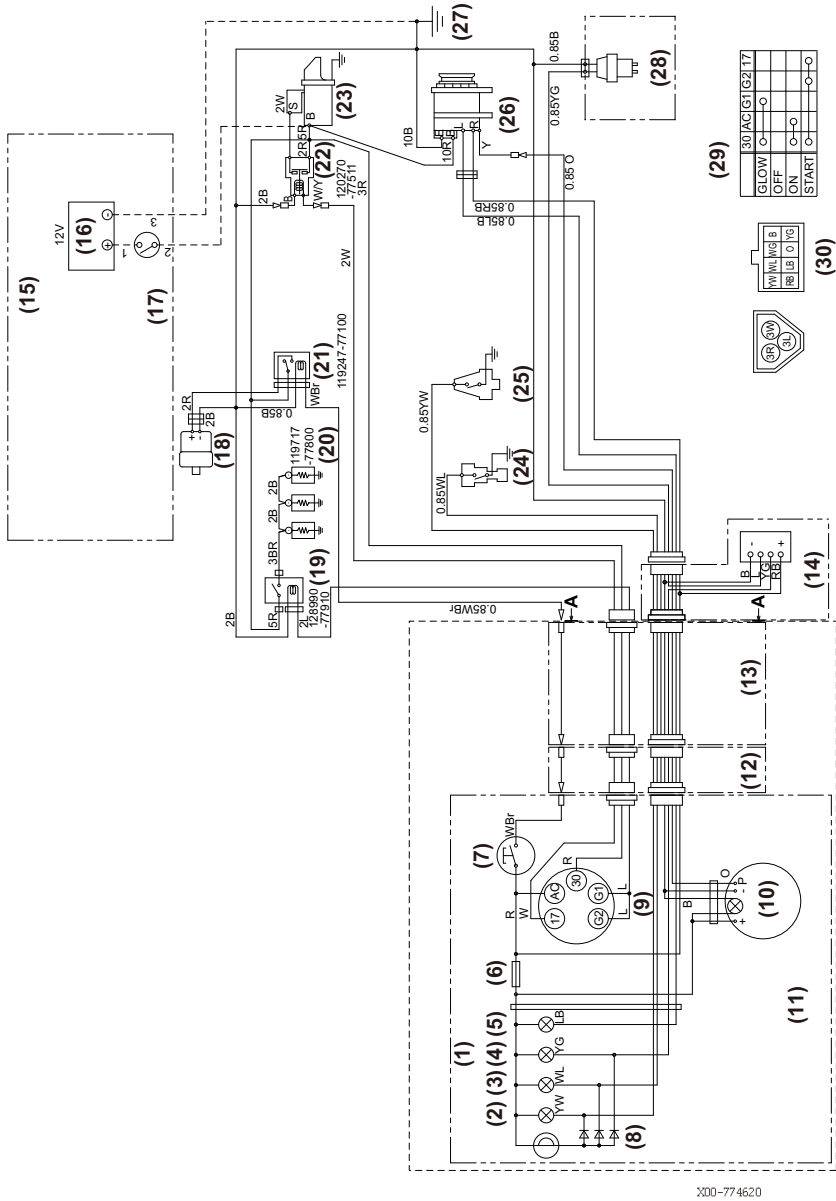 (15)
12V
(16)
+
-
1
2
3
(17)
(27)
(18)
+
-
2R
2B
0.85B
WBr
(21)
119247-77100
2W
S
B
(23)
2R
5R
(22)
2B
B
W/Y
120270
-77511
3R
2W
10B
10R
L
R
Y
(26)
0.85B
0.85YG
(28)
0.85 O
0.85RB
0.85LB
(29)
30 AC G1 G2 17
GLOW
OFF
ON
START
(30)
YW WL WG B
RB LB O YG
3R 3W
3L
119717
-77800
(20)
2B
2B
3BR
(19)
2B
5R
2L
128990
-77910
0.85WBr
0.85YW
(25)
0.85WL
(24)
A
A
(14)
-
+
B
YG
RB
(13)
(12)
(7)
WBr
R
W
AC
17
30
R
G1
G2
L
L
(9)
(6)
(1)
(2) (3) (4) (5)
YW
WL
YG
LB
(8)
B
O
+
-
P
(10)
(11)
X00-774620